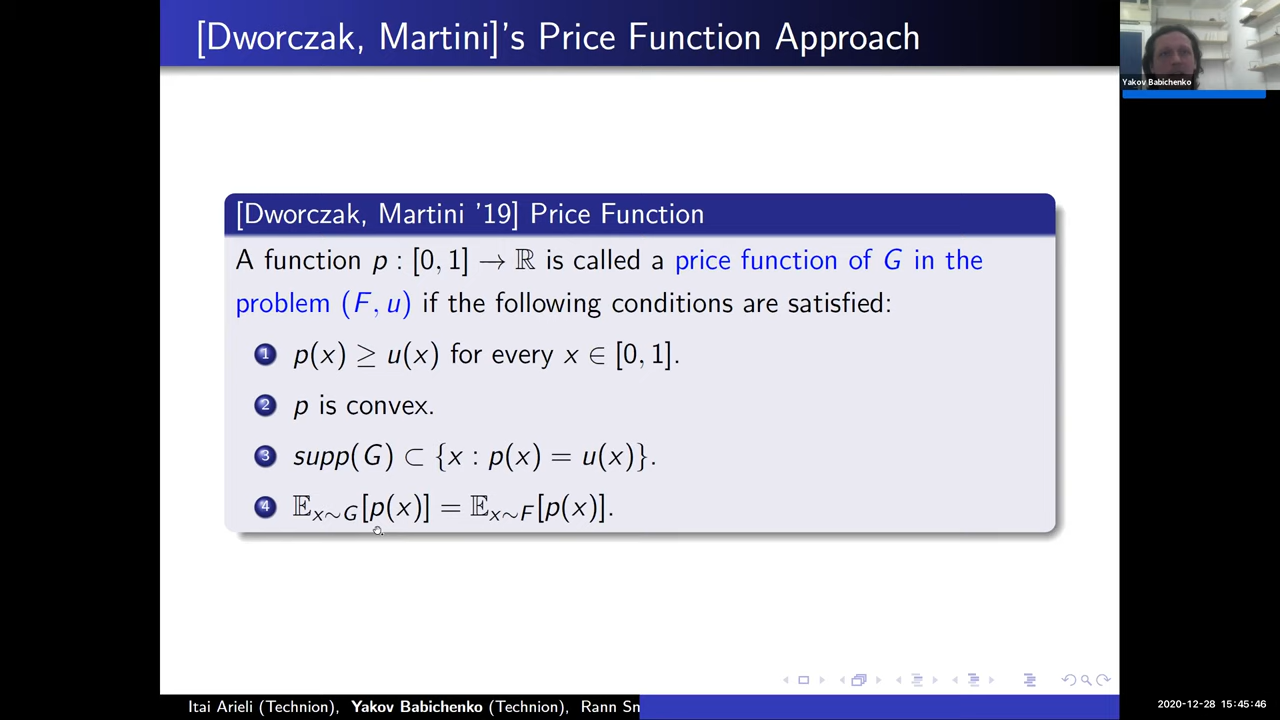 [Dworczak, Martini]'s Price Function Approach
Yakov Babichenko
[Dworczak, Martini '19] Price Function
A function p : [0, 1] → ℝ is called a price function of G in the
problem (F, u) if the following conditions are satisfied:
1 p(x) ≥ u(x) for every x ∈ [0, 1].
2 p is convex.
3 supp(G) ⊂ {x : p(x) = u(x)}.
4 𝔼x∼G[p(x)] = 𝔼x∼F[p(x)].
Itai Arieli (Technion), Yakov Babichenko (Technion), Rann Sn
2020-12-28 15:45:46